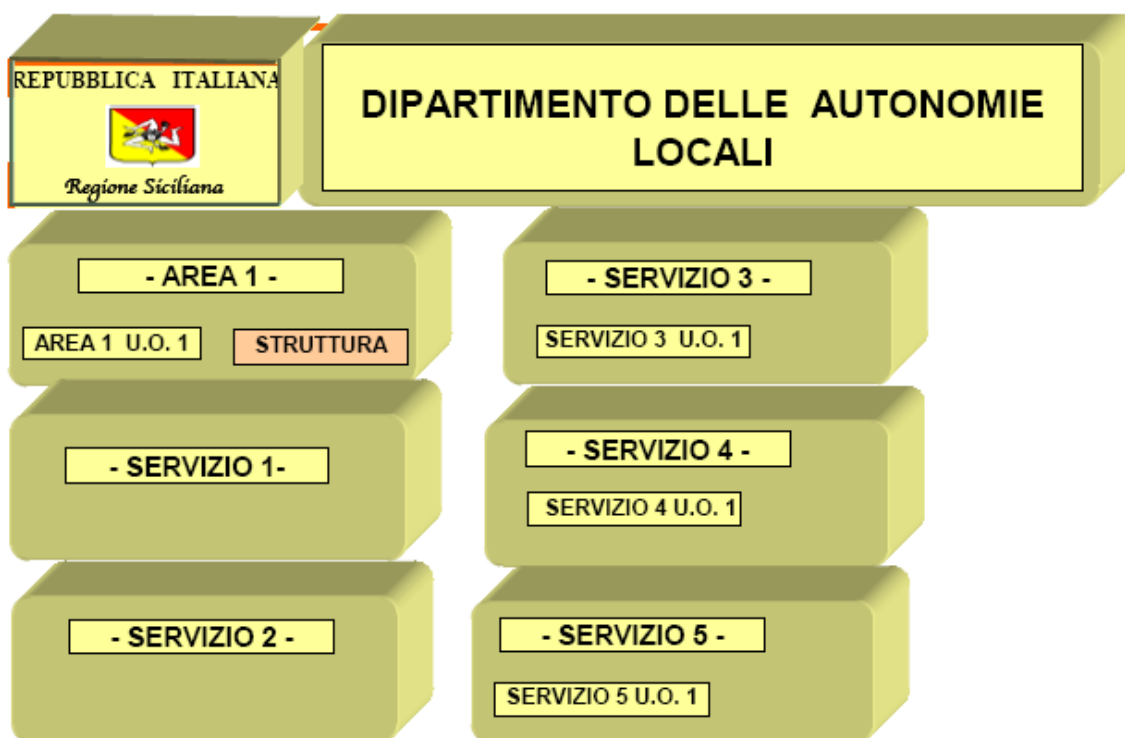 REPUBBLICA ITALIANA
Regione Siciliana
DIPARTIMENTO DELLE AUTONOMIE
LOCALI
- AREA 1 -
AREA 1 U.O. 1
STRUTTURA
- SERVIZIO 1-
- SERVIZIO 2 -
- SERVIZIO 3 -
SERVIZIO 3 U.O. 1
- SERVIZIO 4 -
SERVIZIO 4 U.O. 1
- SERVIZIO 5 -
SERVIZIO 5 U.O. 1